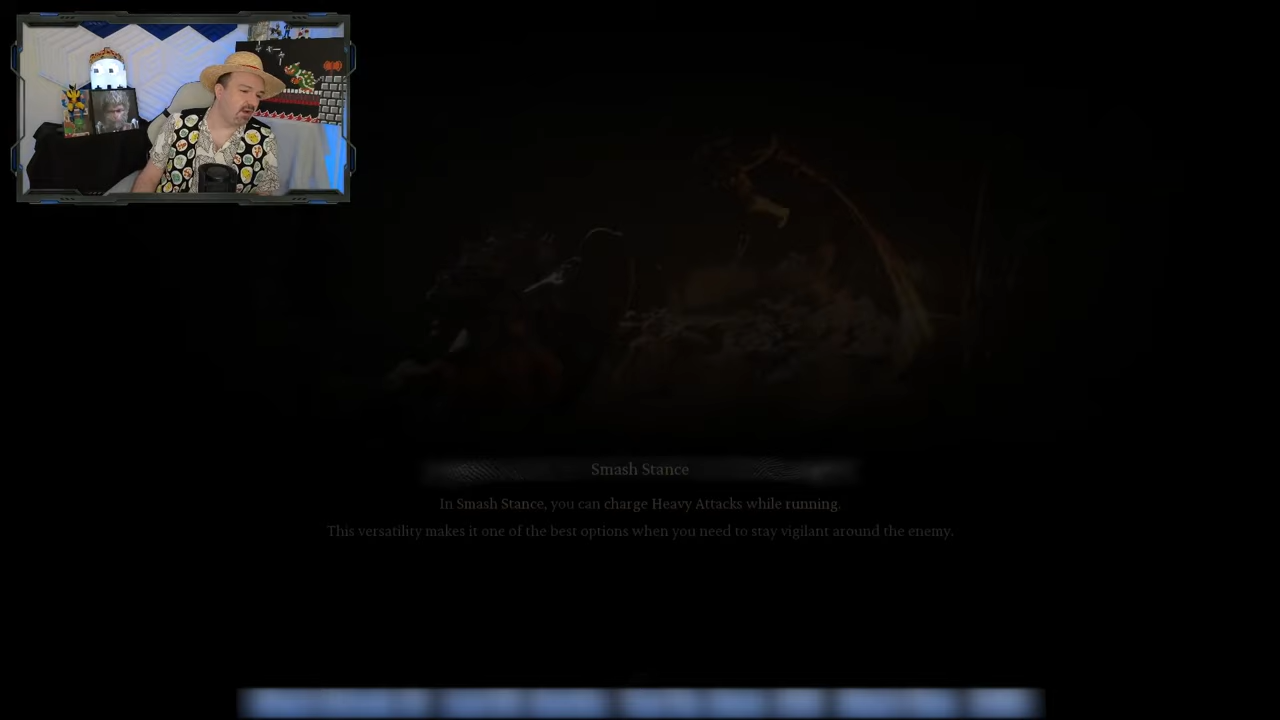 Smash Stance
In Smash Stance, you can charge Heavy Attacks while running.
This versatility makes it one of the best options when you need to stay vigilant around the enemy.